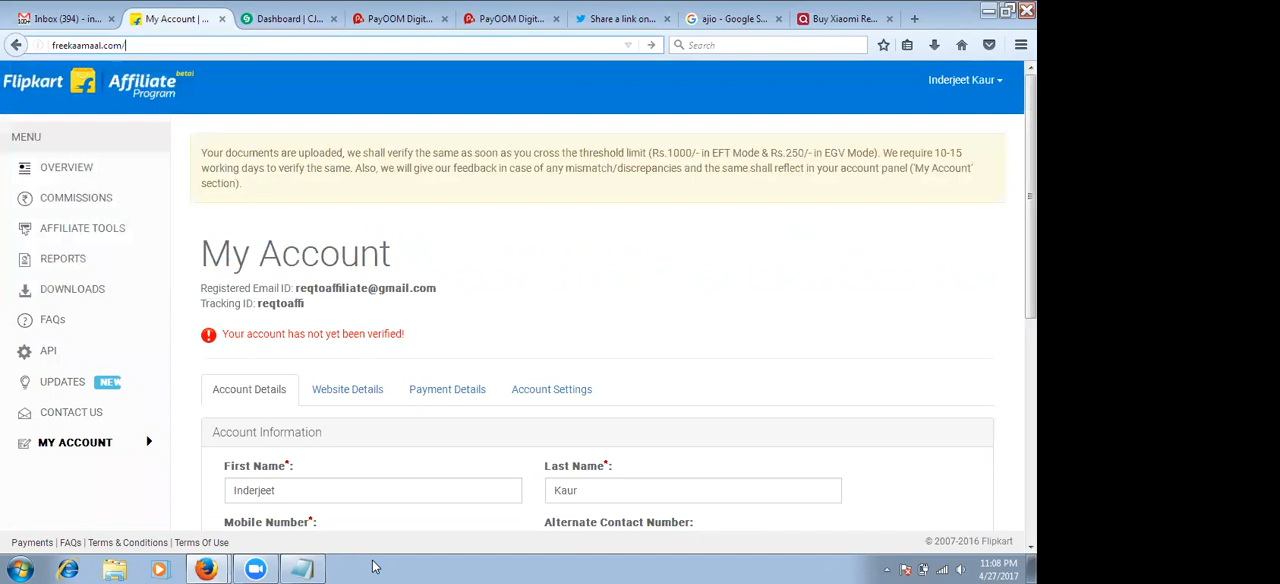 Inbox (394) - in...
My Account | ...
Dashboard | CJ...
PayOOM Digit...
PayOOM Digit...
Share a link on...
ajio - Google S...
Buy Xiaomi Re...
freekaamaal.com/
Search
Flipkart Affiliate Program beta!
Inderjeet Kaur
MENU
OVERVIEW
COMMISSIONS
AFFILIATE TOOLS
REPORTS
DOWNLOADS
FAQs
API
UPDATES NEW
CONTACT US
MY ACCOUNT
Your documents are uploaded, we shall verify the same as soon as you cross the threshold limit (Rs.1000/- in EFT Mode & Rs.250/- in EGV Mode). We require 10-15
working days to verify the same. Also, we will give our feedback in case of any mismatch/discrepancies and the same shall reflect in your account panel ('My Account'
section).
My Account
Registered Email ID: reqtoaffiliate@gmail.com
Tracking ID: reqtoaffi
Your account has not yet been verified!
Account Details Website Details Payment Details Account Settings
Account Information
First Name*: Last Name*:
Inderjeet Kaur
Mobile Number*: Alternate Contact Number:
Payments | FAQs | Terms & Conditions | Terms Of Use
© 2007-2016 Flipkart
11:08 PM
4/27/2017